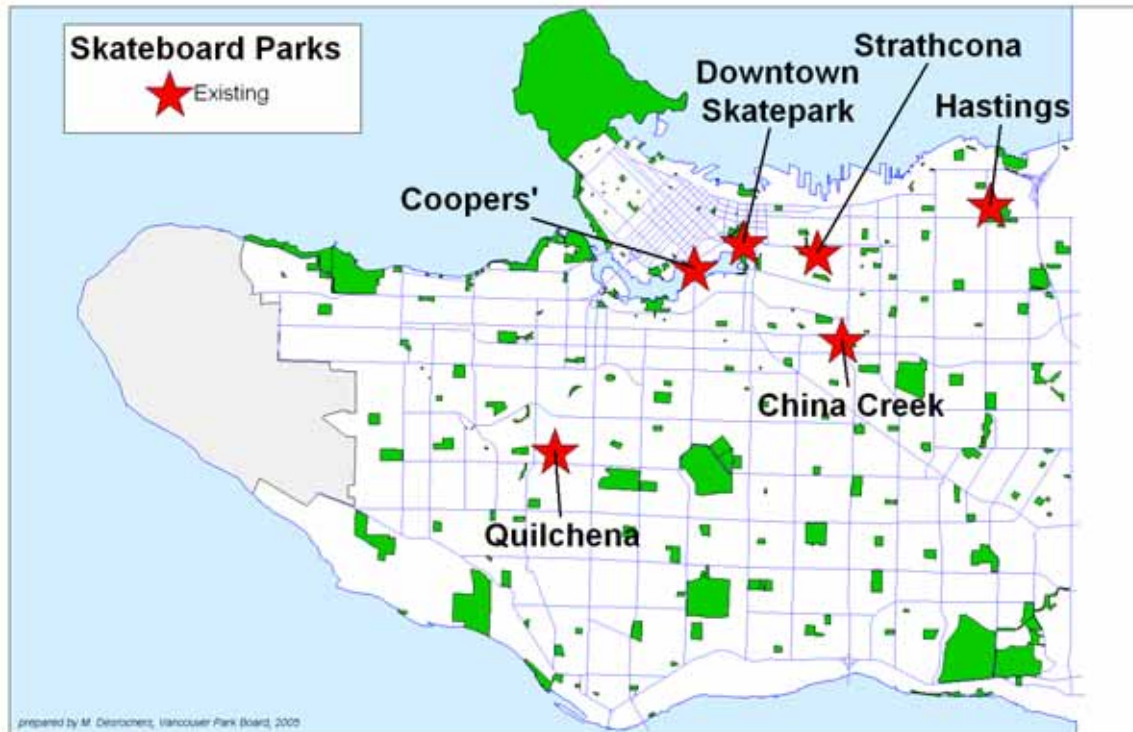 Skateboard Parks
Existing
Strathcona
Downtown
Skatepark
Hastings
Coopers'
China Creek
Quilchena
prepared by M. Desrochers, Vancouver Park Board, 2005